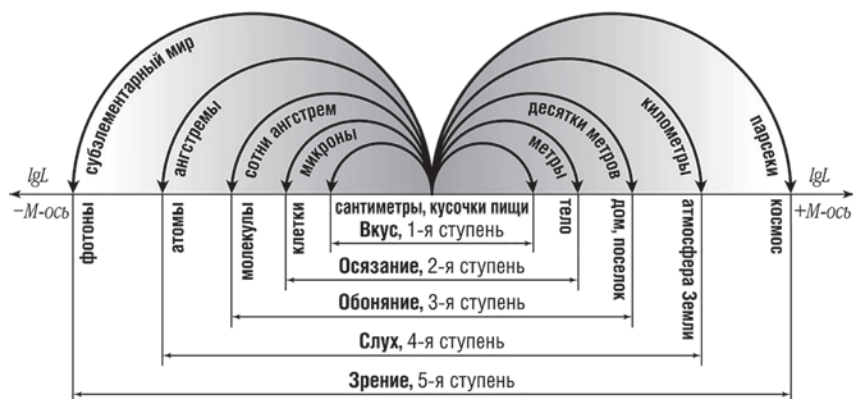 субэлементарный мир
ангстремы
сотни ангстрем
микроны
метры
десятки метров
километры
парсеки
lgL
lgL
–М-ось
+М-ось
фотоны
атомы
молекулы
клетки
сантиметры, кусочки пищи
тело
дом, поселок
атмосфера Земли
космос
Вкус, 1-я ступень
Осязание, 2-я ступень
Обоняние, 3-я ступень
Слух, 4-я ступень
Зрение, 5-я ступень